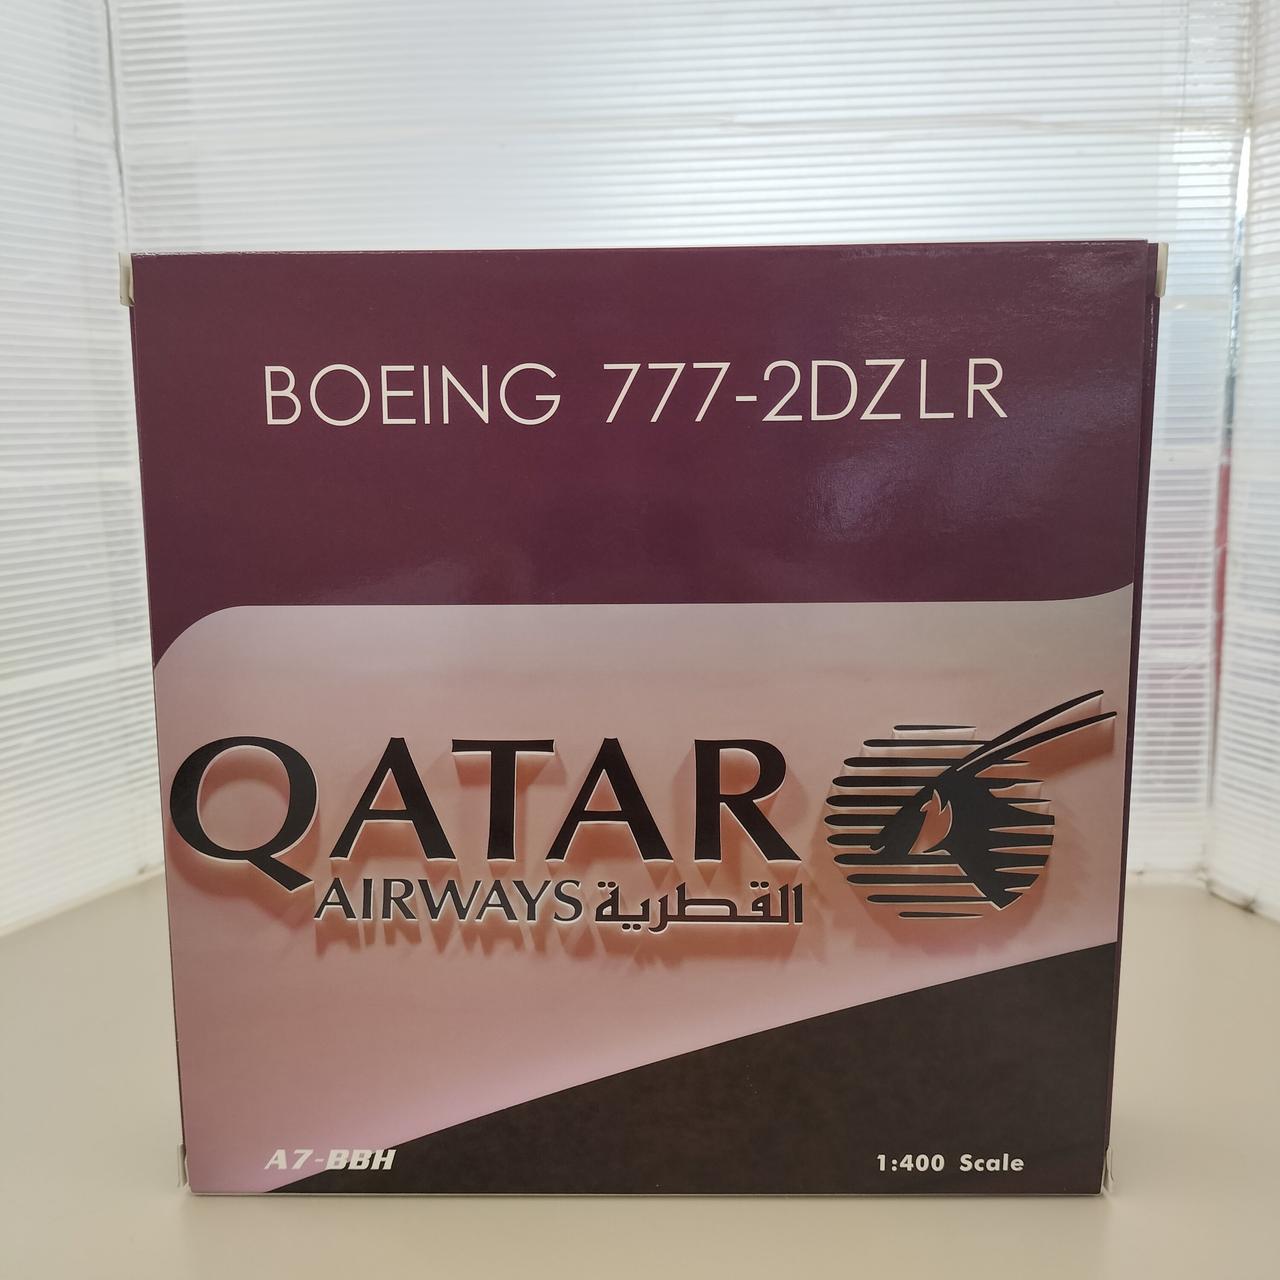 BOEING 777-2DZLR
QATAR
AIRWAYS القطرية
A7-BBH
1:400 Scale